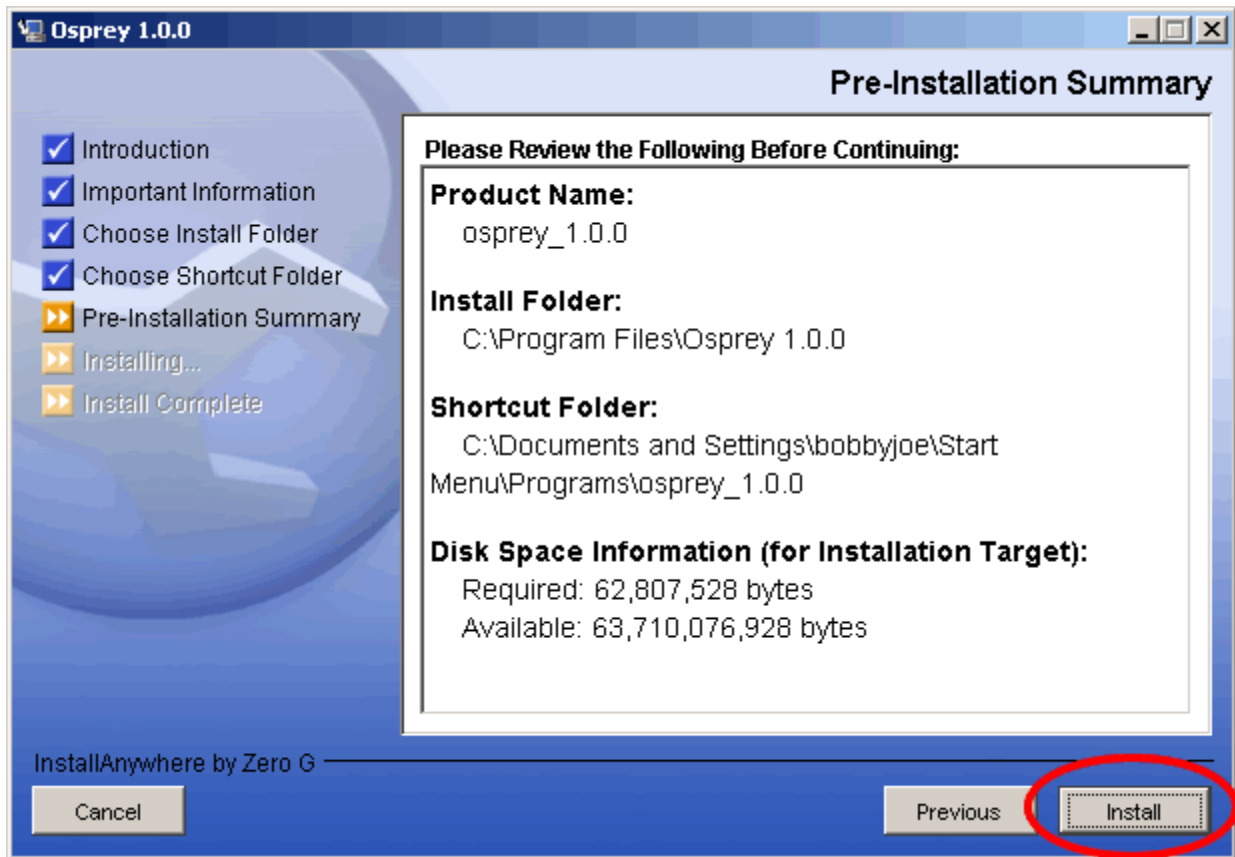 Osprey 1.0.0
Pre-Installation Summary
Introduction
Important Information
Choose Install Folder
Choose Shortcut Folder
Pre-Installation Summary
Installing...
Install Complete
Please Review the Following Before Continuing:
Product Name:
osprey_1.0.0
Install Folder:
C:\Program Files\Osprey 1.0.0
Shortcut Folder:
C:\Documents and Settings\bobbyjoe\Start
Menu\Programs\osprey_1.0.0
Disk Space Information (for Installation Target):
Required: 62,807,528 bytes
Available: 63,710,076,928 bytes
InstallAnywhere by Zero G
Cancel
Previous
Install